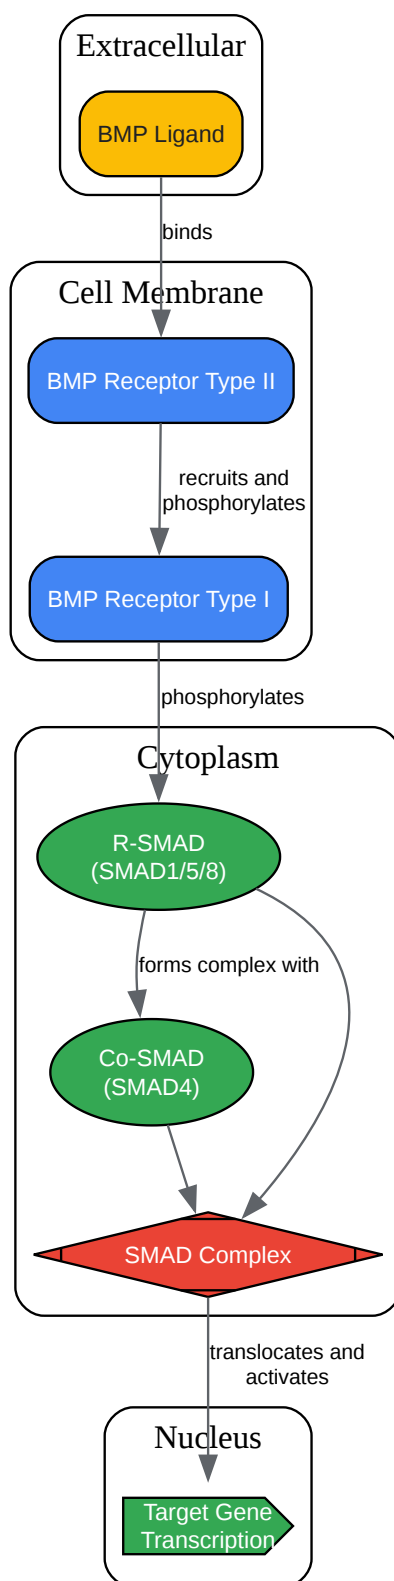 Extracellular
BMP Ligand
binds
Cell Membrane
BMP Receptor Type II
recruits and
phosphorylates
BMP Receptor Type I
phosphorylates
Cytoplasm
R-SMAD
(SMAD1/5/8)
forms complex with
Co-SMAD
(SMAD4)
SMAD Complex
translocates and
activates
Nucleus
Target Gene
Transcription